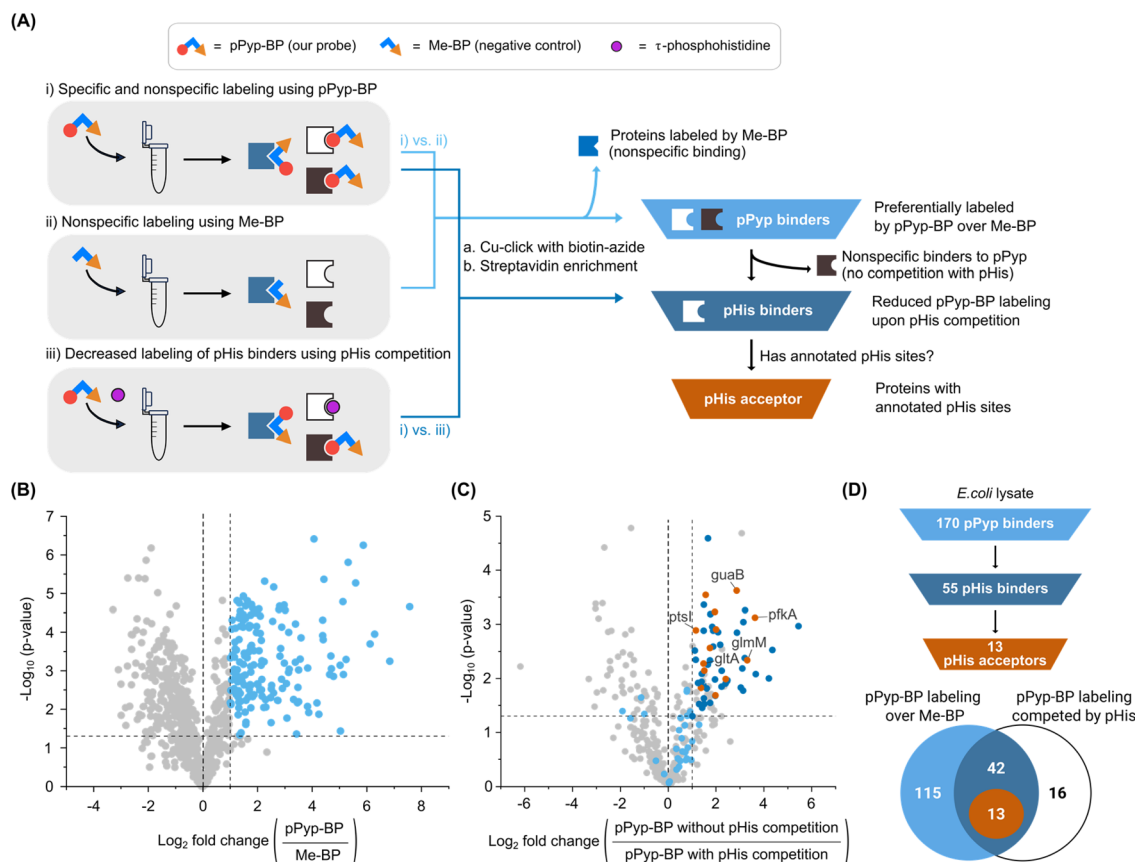 (A)
= pPyp-BP (our probe)
= Me-BP (negative control)
= τ-phosphohistidine
i) Specific and nonspecific labeling using pPyp-BP
i) vs. ii)
Proteins labeled by Me-BP
(nonspecific binding)
ii) Nonspecific labeling using Me-BP
a. Cu-click with biotin-azide
b. Streptavidin enrichment
pPyp binders
Preferentially labeled
by pPyp-BP over Me-BP
Nonspecific binders to pPyp
(no competition with pHis)
pHis binders
Reduced pPyp-BP labeling
upon pHis competition
iii) Decreased labeling of pHis binders using pHis competition
i) vs. iii)
Has annotated pHis sites?
pHis acceptor
Proteins with
annotated pHis sites
(B)
-Log10 (p-value)
7
6
5
4
3
2
1
0
-4
-2
0
2
4
6
8
Log2 fold change
pPyp-BP
Me-BP
(C)
-Log10 (p-value)
5
4
3
2
1
0
guaB
ptsI
pfkA
glmM
gltA
-6
-4
-2
0
2
4
6
Log2 fold change
pPyp-BP without pHis competition
pPyp-BP with pHis competition
(D)
E.coli lysate
170 pPyp binders
55 pHis binders
13
pHis acceptors
pPyp-BP labeling
over Me-BP
pPyp-BP labeling
competed by pHis
115
42
13
16